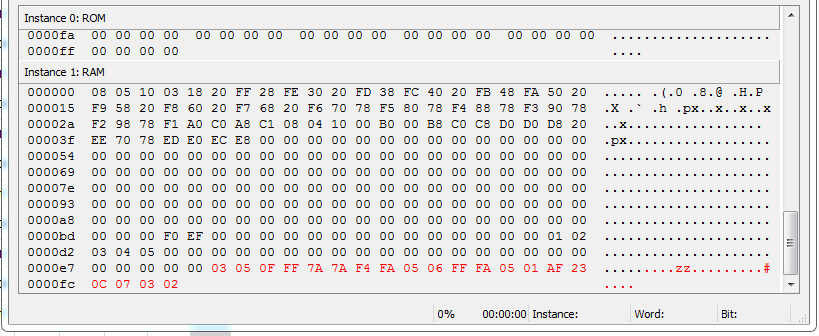 Instance 0: ROM
0000fa 00 00 00 00 00 00 00 00 00 00 00 00 00 00 00 00 00 00 00 00 ....................
0000ff 00 00 00 00 ....
Instance 1: RAM
000000 08 05 10 03 18 20 FF 28 FE 30 20 FD 38 FC 40 20 FB 48 FA 50 20 ..... .(.0 .8.@ .H.P
000015 F9 58 20 F8 60 20 F7 68 20 F6 70 78 F5 80 78 F4 88 78 F3 90 78 .X .` .h .px..x..x..x
00002a F2 98 78 F1 A0 C0 A8 C1 08 04 10 00 B0 00 B8 C0 C8 D0 D0 D8 20 ..x.................
00003f EE 70 78 ED E0 EC E8 00 00 00 00 00 00 00 00 00 00 00 00 00 00 .px..................
000054 00 00 00 00 00 00 00 00 00 00 00 00 00 00 00 00 00 00 00 00 00 .....................
000069 00 00 00 00 00 00 00 00 00 00 00 00 00 00 00 00 00 00 00 00 00 .....................
00007e 00 00 00 00 00 00 00 00 00 00 00 00 00 00 00 00 00 00 00 00 00 .....................
000093 00 00 00 00 00 00 00 00 00 00 00 00 00 00 00 00 00 00 00 00 00 .....................
0000a8 00 00 00 00 00 00 00 00 00 00 00 00 00 00 00 00 00 00 00 00 00 .....................
0000bd 00 00 00 F0 EF 00 00 00 00 00 00 00 00 00 00 00 00 00 00 01 02 .....................
0000d2 03 04 05 00 00 00 00 00 00 00 00 00 00 00 00 00 00 00 00 00 00 .....................
0000e7 00 00 00 00 00 03 05 0F FF 7A 7A F4 FA 05 06 FF FA 05 01 AF 23 .........zz.........#
0000fc 0C 07 03 02 ....
0% 00:00:00 Instance: Word: Bit: